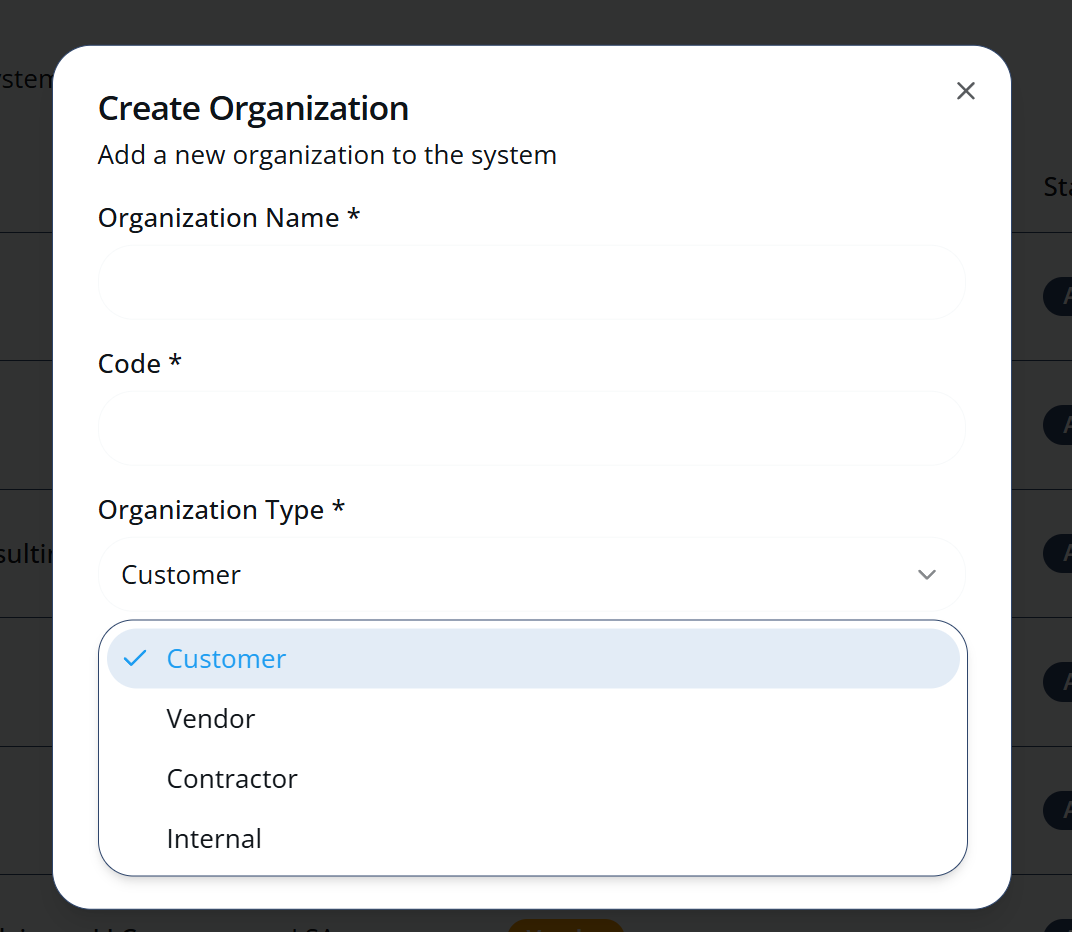 Create Organization
Add a new organization to the system
Organization Name *
Code *
Organization Type *
Customer
Customer
Vendor
Contractor
Internal